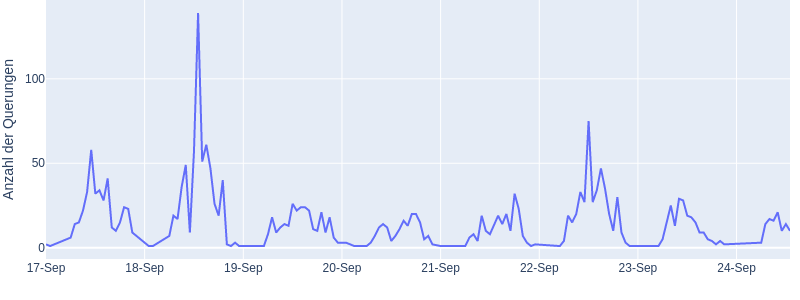 Anzahl der Querungen
100
50
0
17-Sep
18-Sep
19-Sep
20-Sep
21-Sep
22-Sep
23-Sep
24-Sep